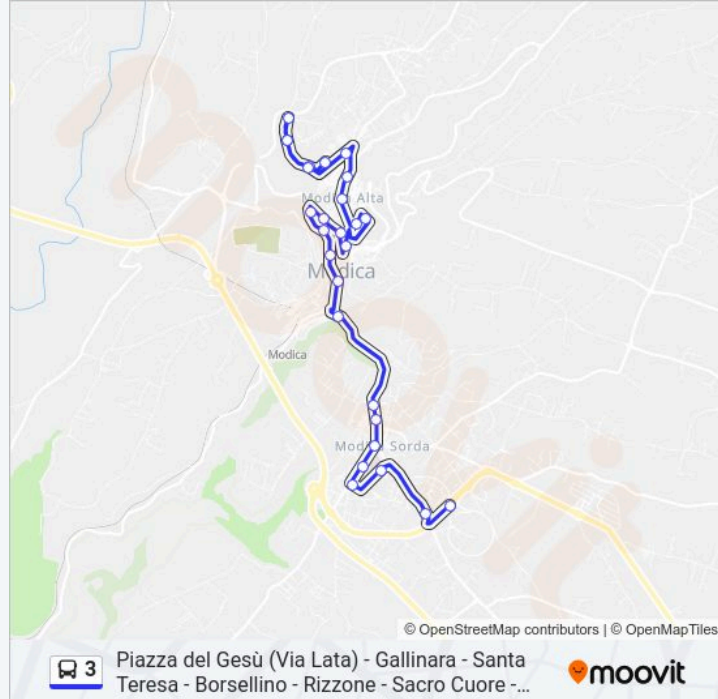 Modica Alta
Modica
Modica
Modica Sorda
© OpenStreetMap contributors | © OpenMapTiles
3
Piazza del Gesù (Via Lata) - Gallinara - Santa
Teresa - Borsellino - Rizzone - Sacro Cuore -...
moovit